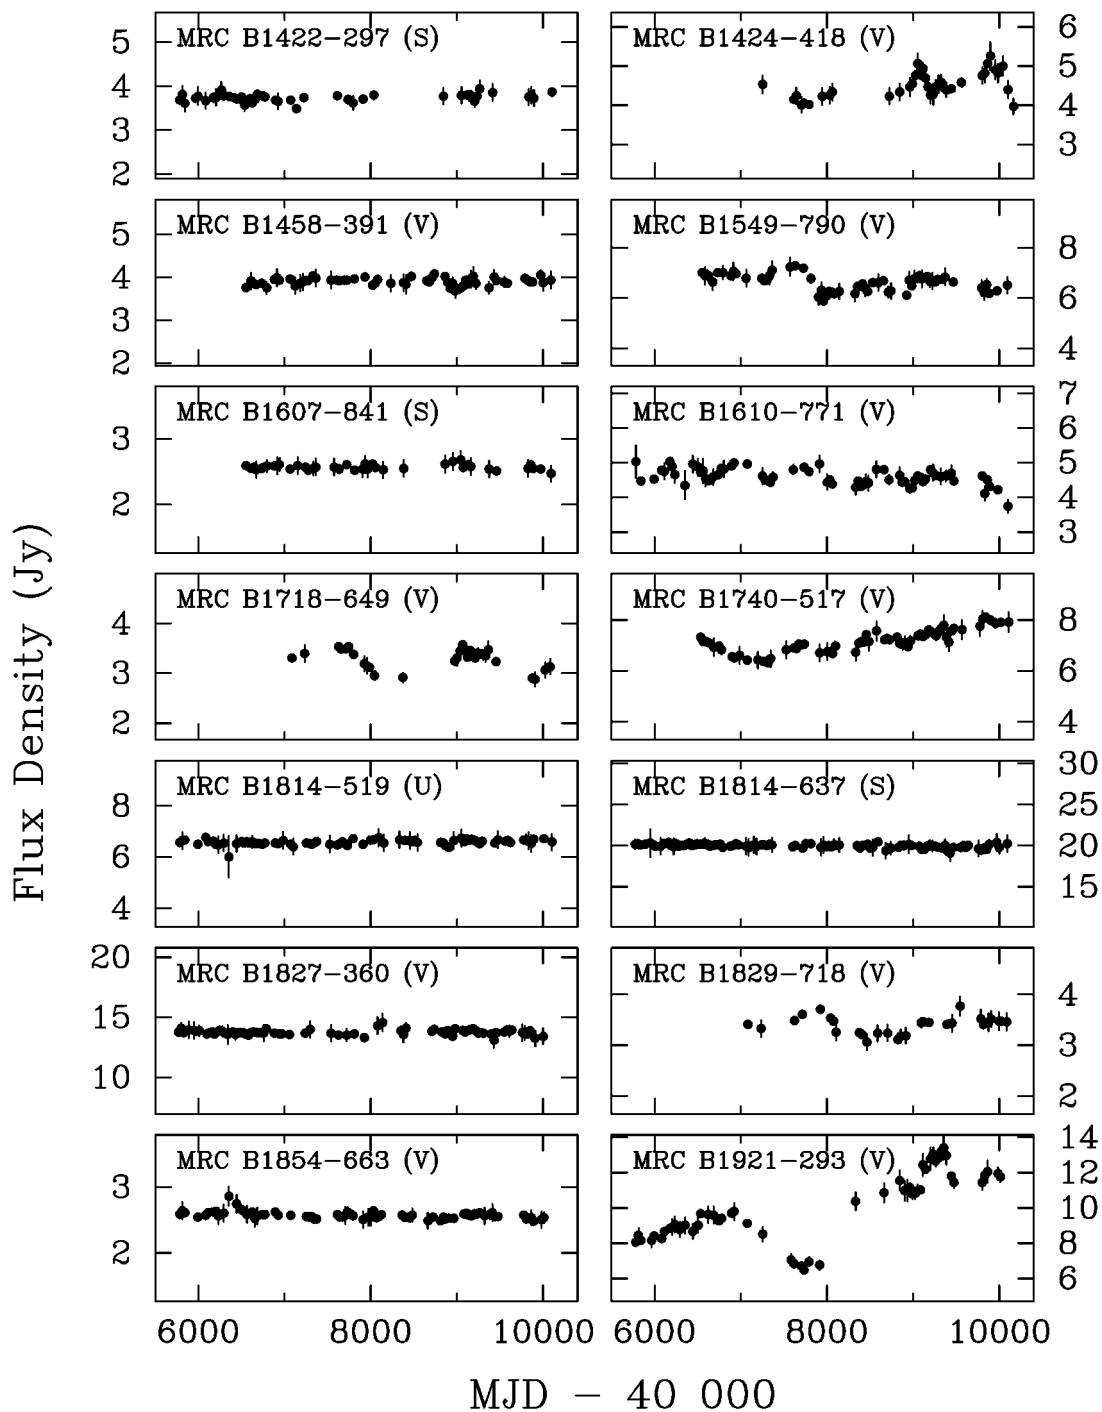 MRC B1422−297 (S)
5
4
3
2
MRC B1424−418 (V)
6
5
4
3
MRC B1458−391 (V)
5
4
3
2
MRC B1549−790 (V)
8
6
4
MRC B1607−841 (S)
3
2
MRC B1610−771 (V)
7
6
5
4
3
MRC B1718−649 (V)
4
3
2
MRC B1740−517 (V)
8
6
4
MRC B1814−519 (U)
8
6
4
MRC B1814−637 (S)
30
25
20
15
MRC B1827−360 (V)
20
15
10
MRC B1829−718 (V)
4
3
2
MRC B1854−663 (V)
3
2
MRC B1921−293 (V)
14
12
10
8
6
6000 8000 10000 6000 8000 10000
MJD − 40 000
Flux Density (Jy)